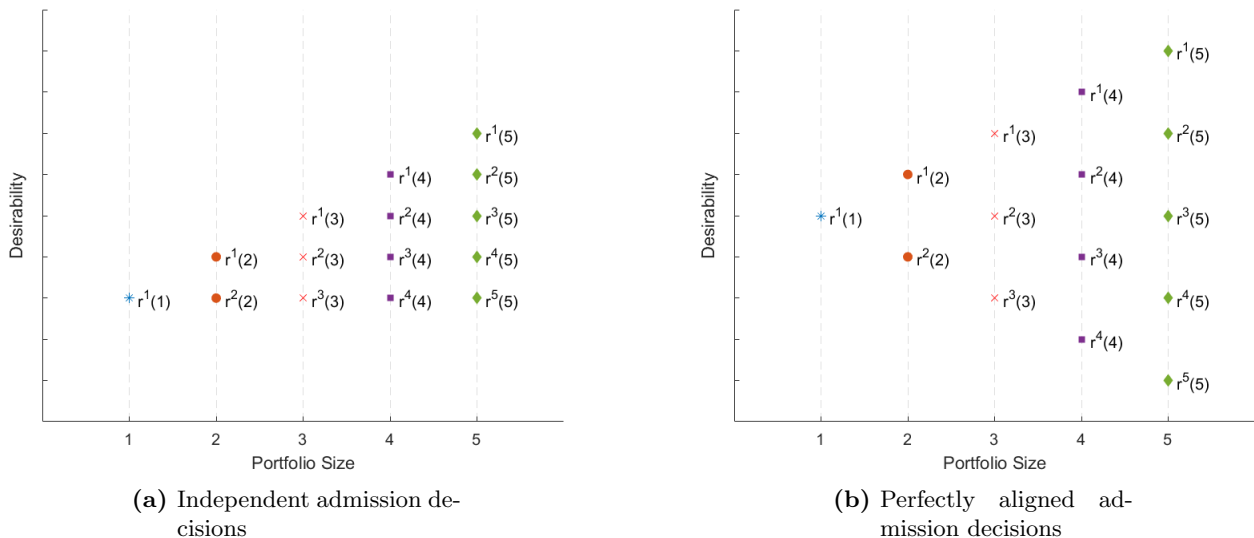 Desirability
r¹(5)
r¹(4) r²(5)
r¹(3) r²(4) r³(5)
r¹(2) r²(3) r³(4) r⁴(5)
r¹(1) r²(2) r³(3) r⁴(4) r⁵(5)
1 2 3 4 5
Portfolio Size
(a) Independent admission de-
cisions
Desirability
r¹(5)
r¹(4)
r¹(3) r²(5)
r¹(2) r²(4)
r¹(1) r²(3) r³(5)
r²(2) r³(4)
r³(3) r⁴(5)
r⁴(4)
r⁵(5)
1 2 3 4 5
Portfolio Size
(b) Perfectly aligned ad-
mission decisions